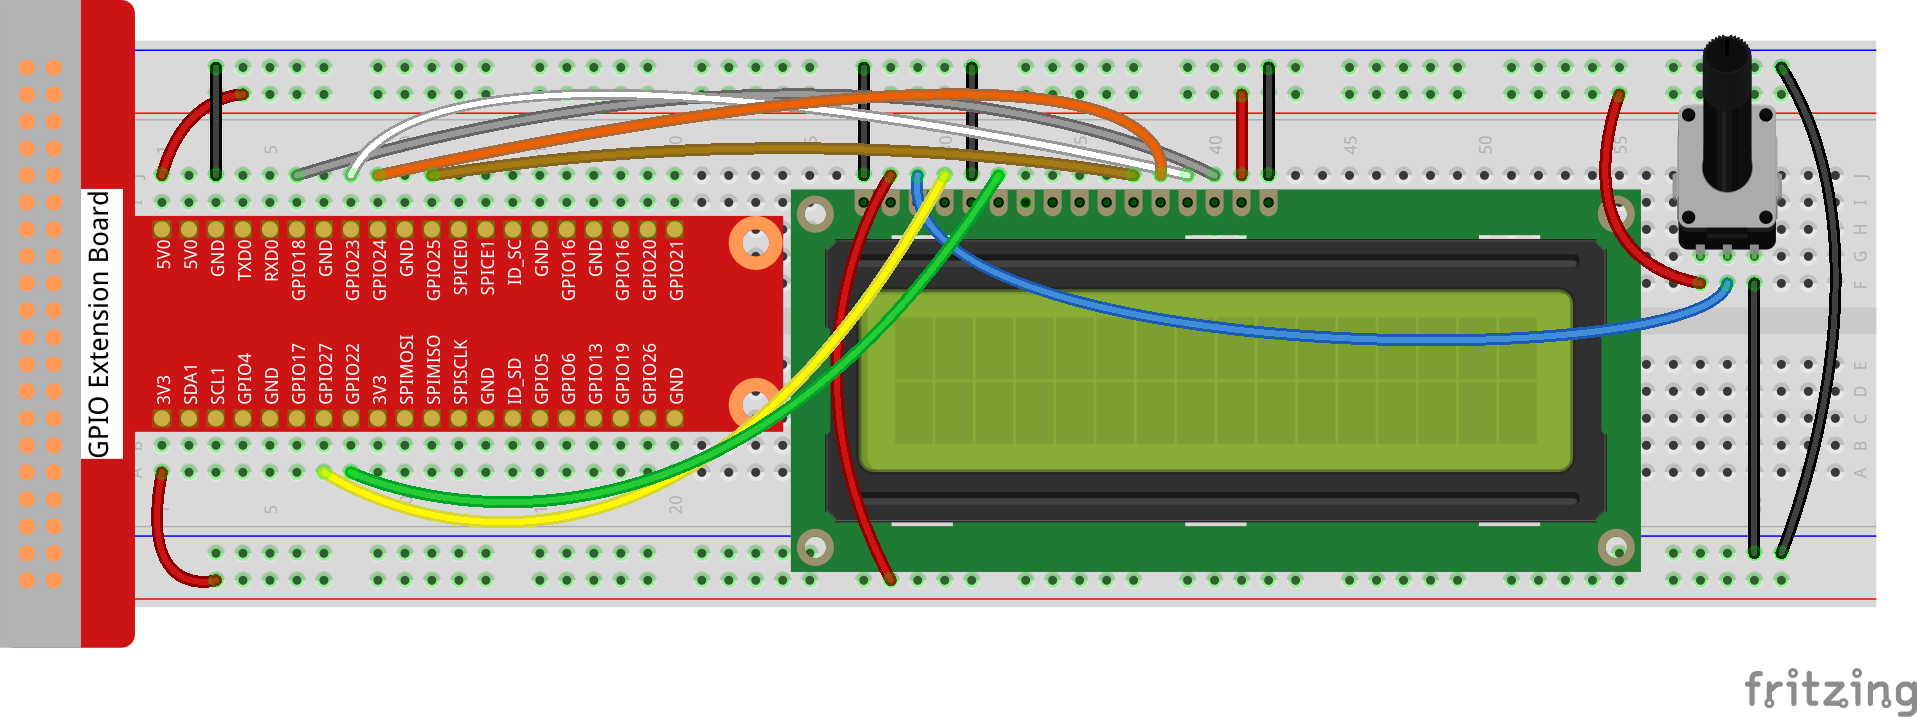 GPIO Extension Board
5V0
5V0
GND
TXD0
RXD0
GPIO18
GND
GPIO23
GPIO24
GND
GPIO25
SPICE0
SPICE1
ID_SC
GND
GPIO16
GND
GPIO16
GPIO20
GPIO21
3V3
SDA1
SCL1
GPIO4
GND
GPIO17
GPIO27
GPIO22
3V3
SPIMOSI
SPIMISO
SPISCLK
GND
ID_SD
GPIO5
GPIO6
GPIO13
GPIO19
GPIO26
GND
1
5
40
45
50
55
J
I
H
G
F
E
D
C
B
A
B
A
5
20
fritzing